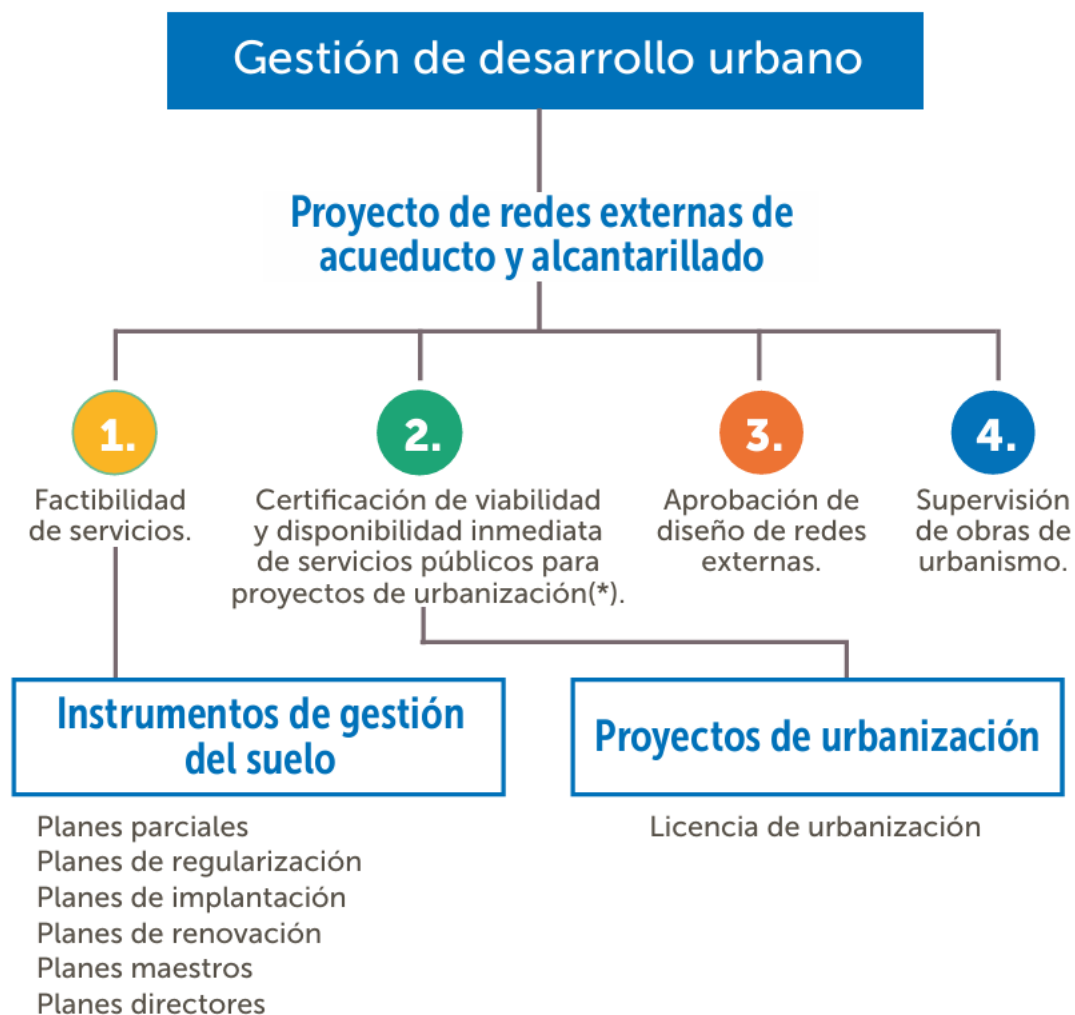 Gestión de desarrollo urbano
Proyecto de redes externas de
acueducto y alcantarillado
1.
Factibilidad
de servicios.
2.
Certificación de viabilidad
y disponibilidad inmediata
de servicios públicos para
proyectos de urbanización(*).
3.
Aprobación de
diseño de redes
externas.
4.
Supervisión
de obras de
urbanismo.
Instrumentos de gestión
del suelo
Planes parciales
Planes de regularización
Planes de implantación
Planes de renovación
Planes maestros
Planes directores
Proyectos de urbanización
Licencia de urbanización